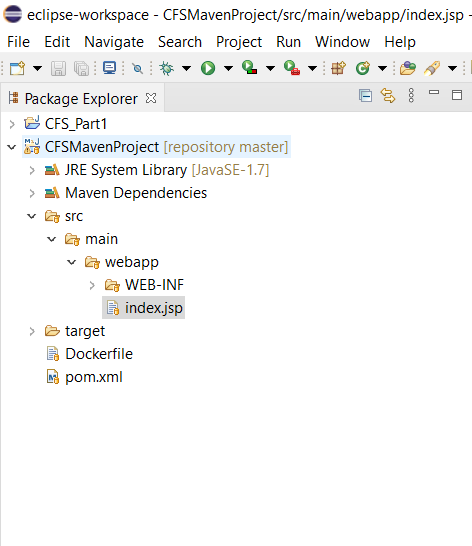 eclipse-workspace - CFSMavenProject/src/main/webapp/index.jsp -
File Edit Navigate Search Project Run Window Help
Package Explorer
CFS_Part1
CFSMavenProject [repository master]
JRE System Library [JavaSE-1.7]
Maven Dependencies
src
main
webapp
WEB-INF
index.jsp
target
Dockerfile
pom.xml